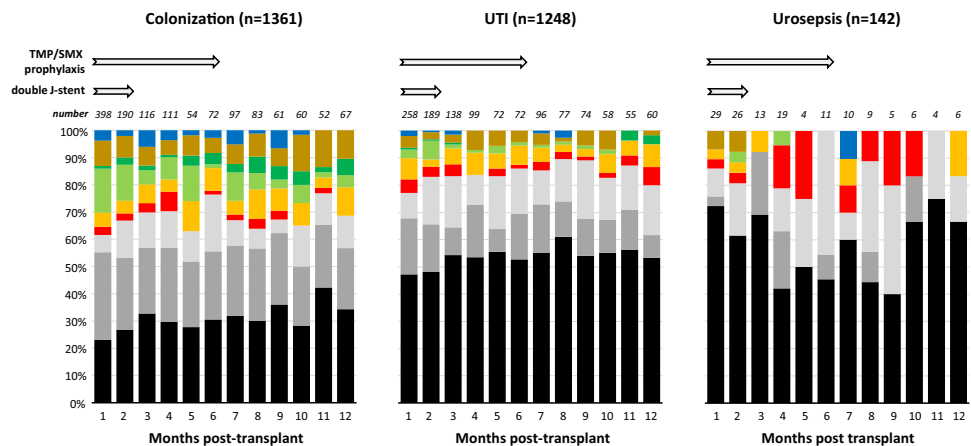 Colonization (n=1361) UTI (n=1248) Urosepsis (n=142)
TMP/SMX
prophylaxis
double J-stent
number 398 190 116 111 54 72 97 83 61 60 52 67 258 189 138 99 72 72 96 77 74 58 55 60 29 26 13 19 4 11 10 9 5 6 4 6
100%
90%
80%
70%
60%
50%
40%
30%
20%
10%
0%
1 2 3 4 5 6 7 8 9 10 11 12 1 2 3 4 5 6 7 8 9 10 11 12 1 2 3 4 5 6 7 8 9 10 11 12
Months post-transplant Months post-transplant Months post transplant